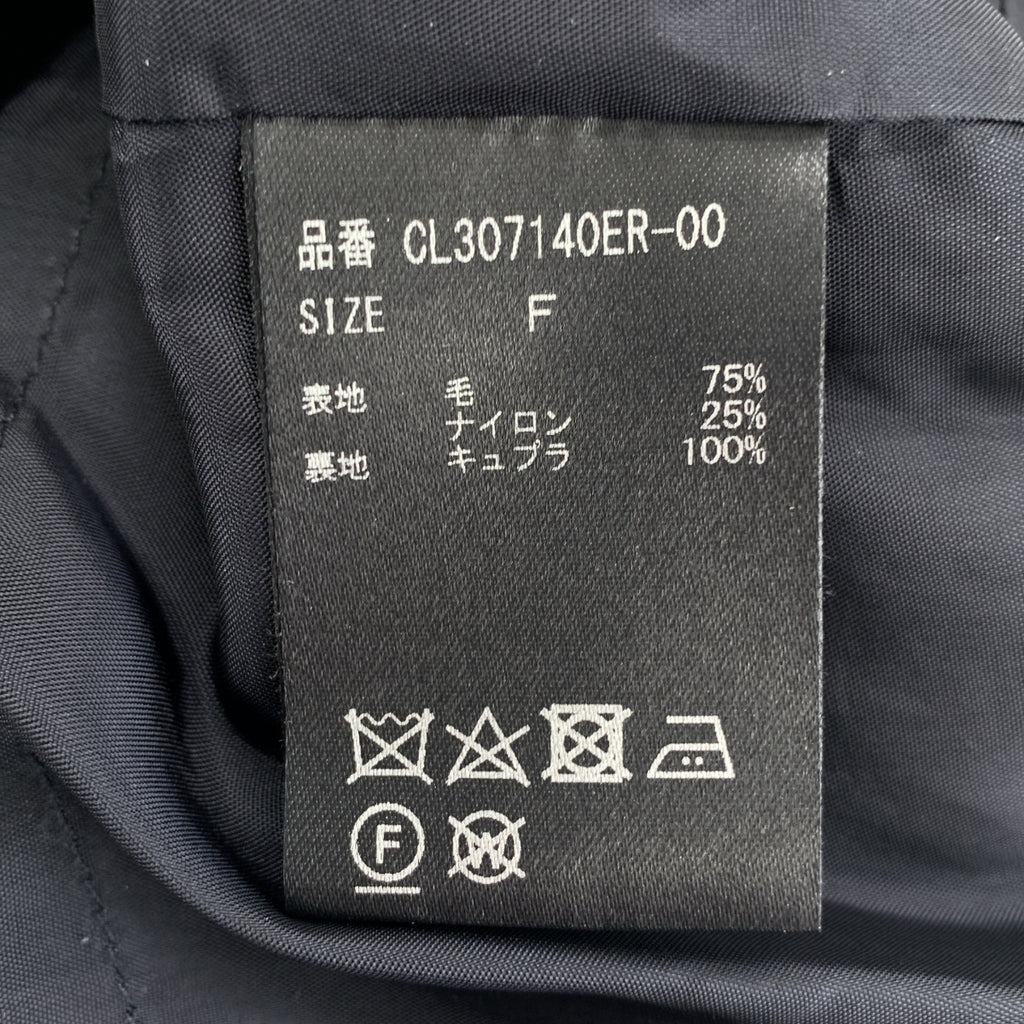 品番 CL307140ER-00
SIZE F
表地 毛 75%
ナイロン 25%
裏地 キュプラ 100%
F W